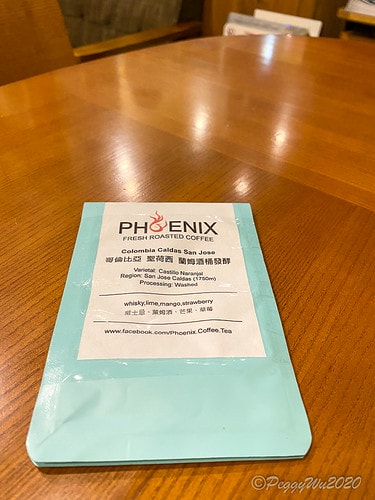 PHOENIX
FRESH ROASTED COFFEE
Colombia Caldas San Jose
哥倫比亞 聖荷西 蘭姆酒桶發酵
Varietal: Castillo Naranjal
Region: San Jose Caldas (1750m)
Processing: Washed
whisky,lime,mango,strawberry
威士忌、萊姆酒、芒果、草莓
www.facebook.com/Phoenix.Coffee.Tea
©PeggyWu2020